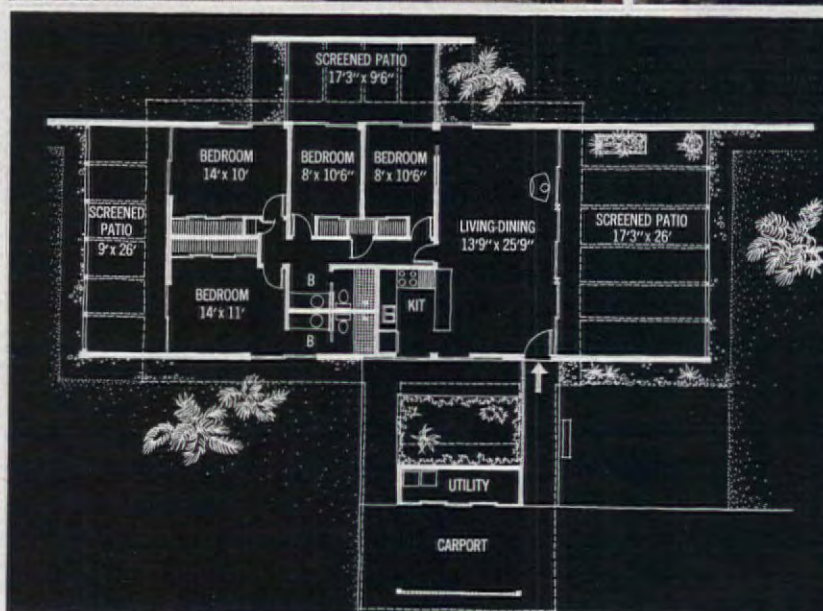 SCREENED PATIO
17'3" x 9'6"
BEDROOM
14' x 10'
BEDROOM
8' x 10'6"
BEDROOM
8' x 10'6"
SCREENED
PATIO
9' x 26'
LIVING-DINING
13'9" x 25'9"
SCREENED PATIO
17'3" x 26'
BEDROOM
14' x 11'
B
KIT
B
UTILITY
CARPORT